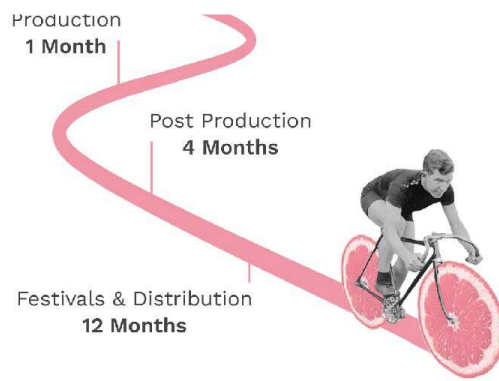 Production
1 Month
Post Production
4 Months
Festivals & Distribution
12 Months